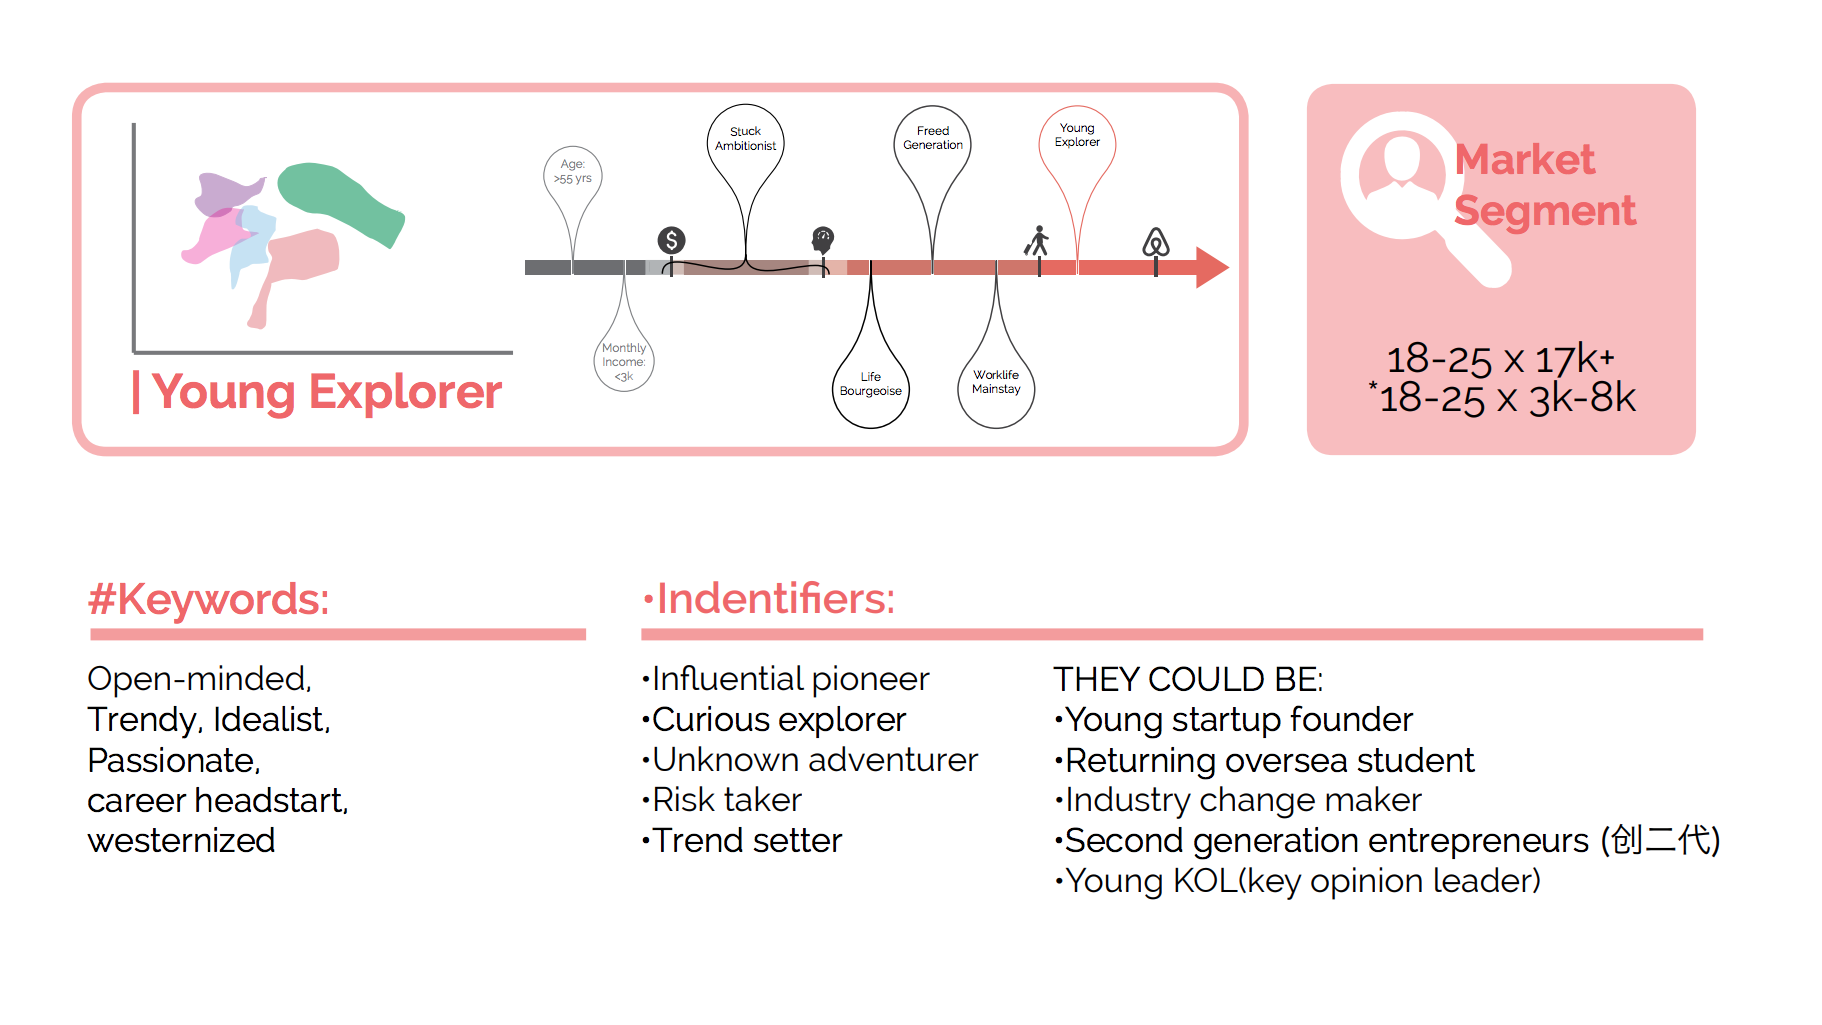 Age:
>55 yrs
Monthly
Income:
<3k
Stuck
Ambitionist
$
Life
Bourgeoise
Freed
Generation
Worklife
Mainstay
Young
Explorer
| Young Explorer
Market
Segment
18-25 x 17k+
*18-25 x 3k-8k
#Keywords:
Open-minded,
Trendy, Idealist,
Passionate,
career headstart,
westernized
•Indentifiers:
•Influential pioneer
•Curious explorer
•Unknown adventurer
•Risk taker
•Trend setter
THEY COULD BE:
•Young startup founder
•Returning oversea student
•Industry change maker
•Second generation entrepreneurs (创二代)
•Young KOL(key opinion leader)